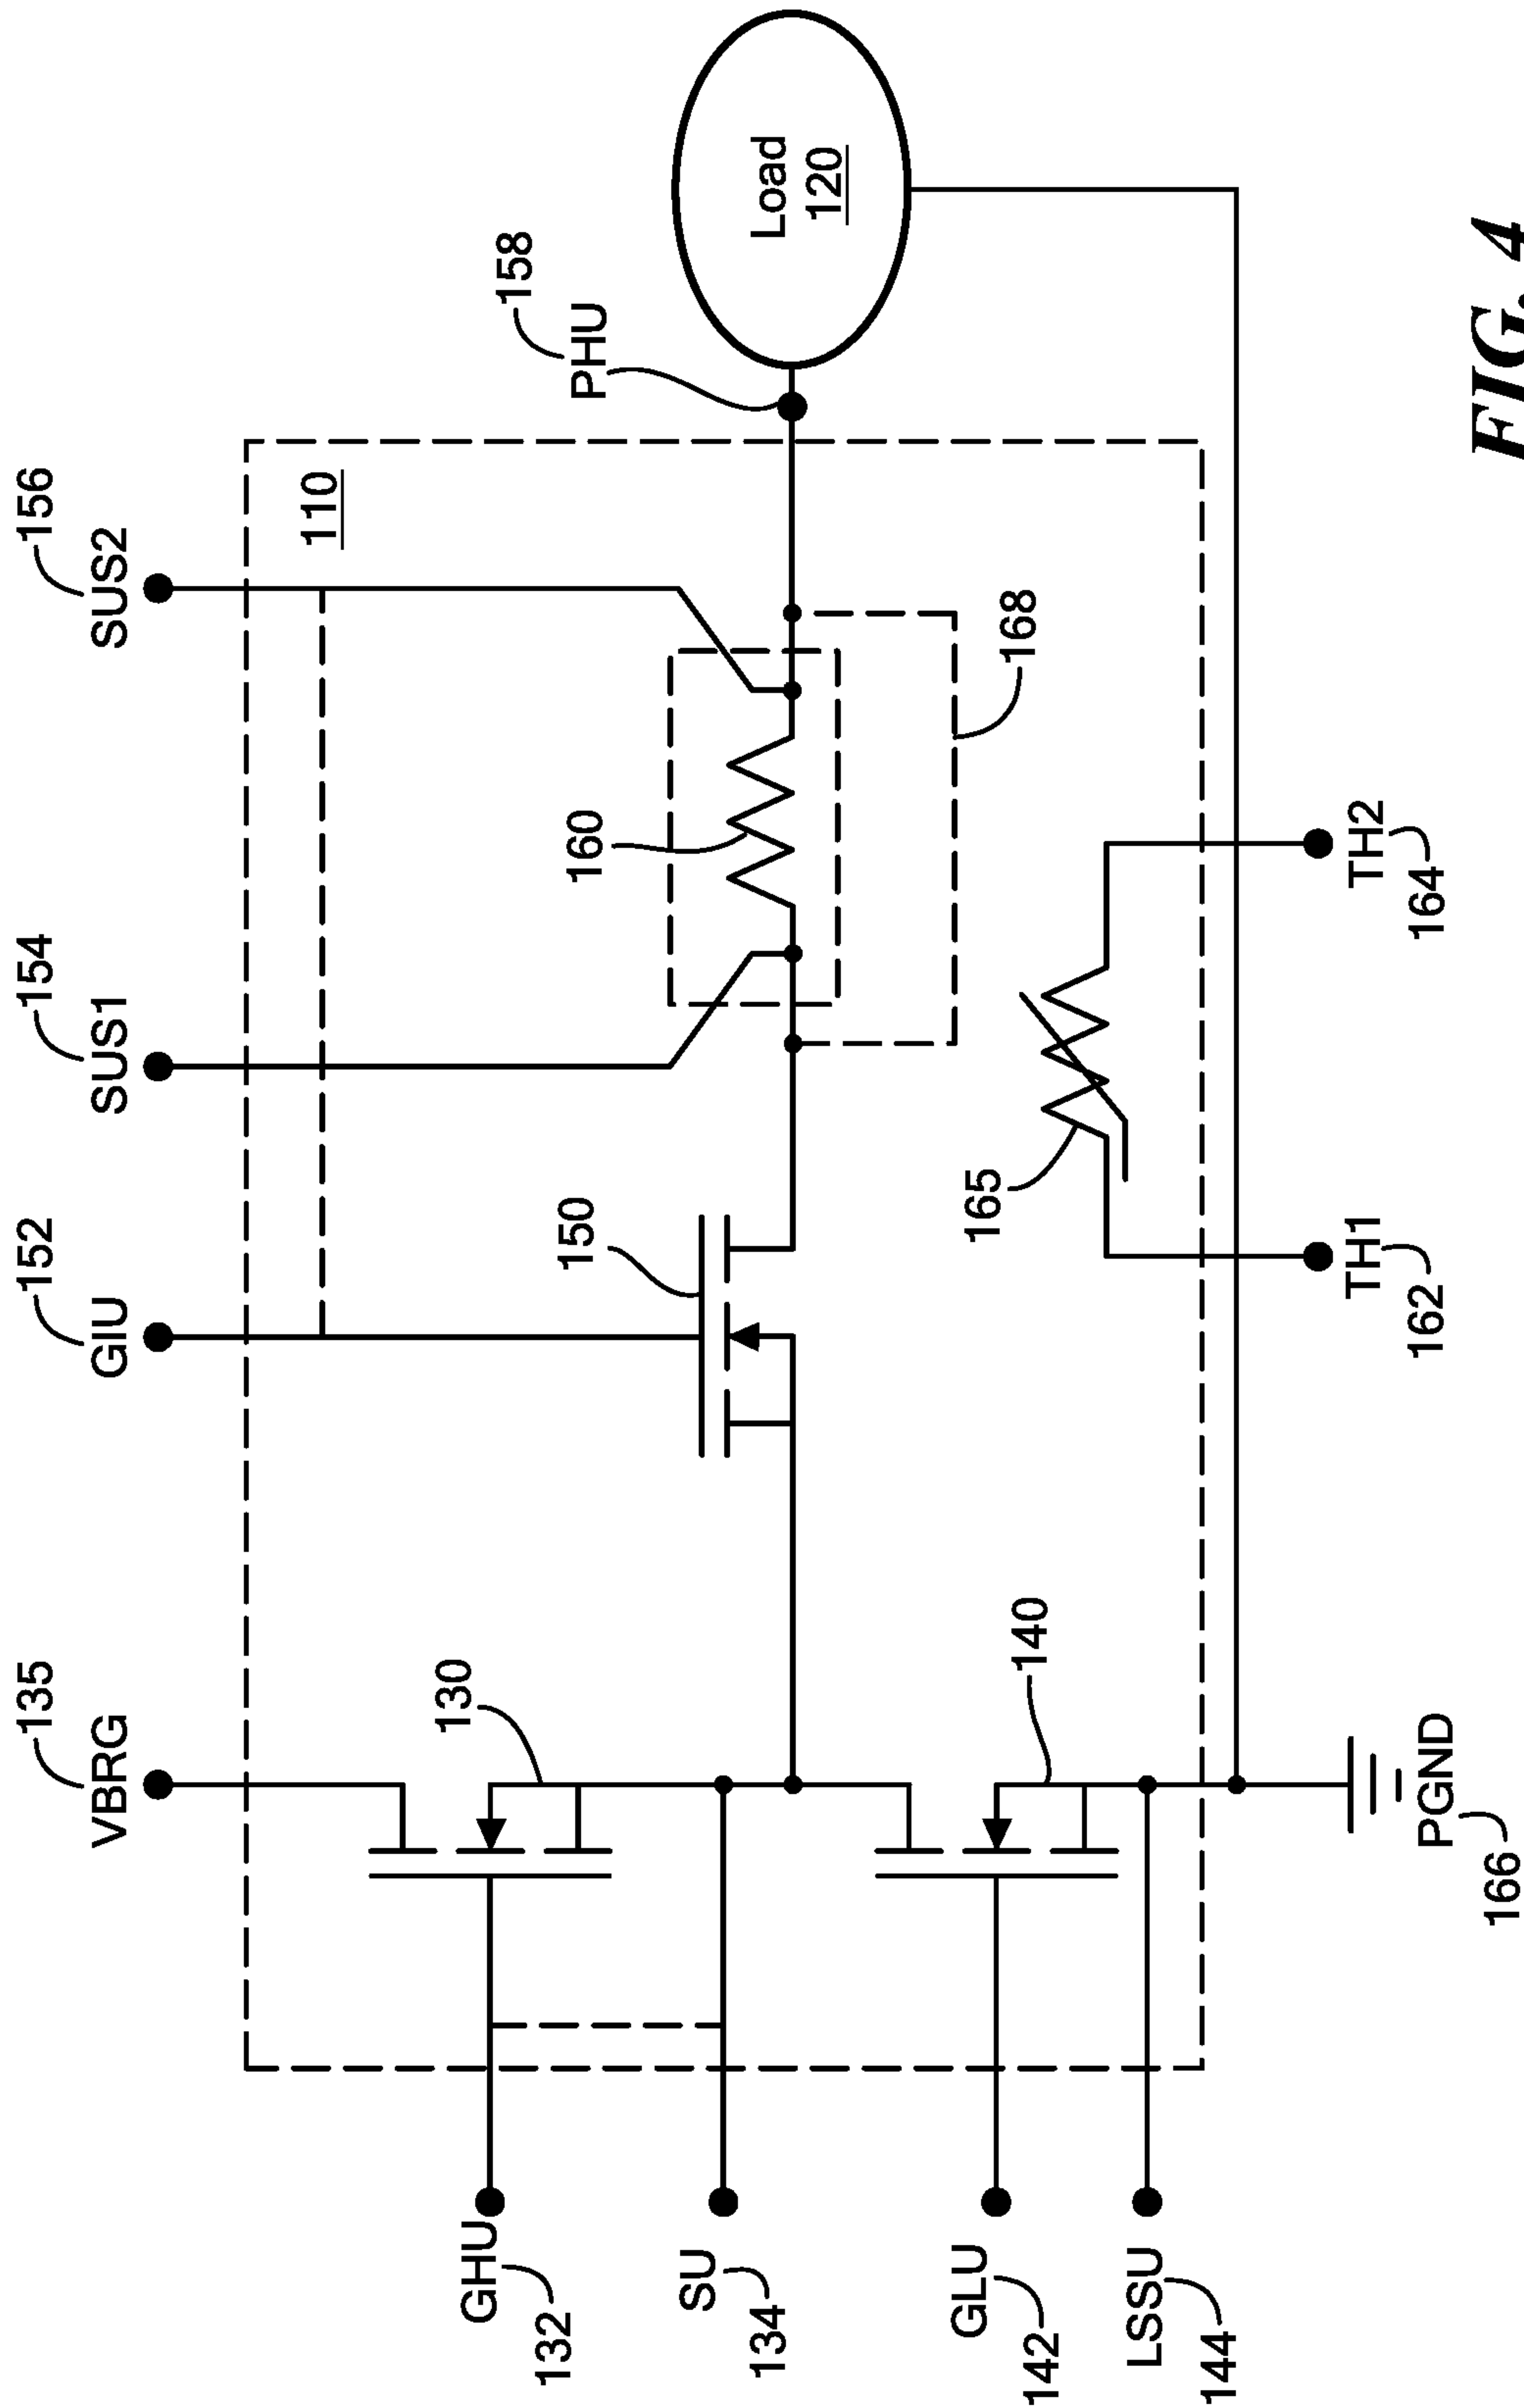 135
VBRG
152
GIU
154
SUS1
156
SUS2
110
158
PHU
Load
120
130
150
160
168
GHU
132
SU
134
140
165
GLU
142
LSSU
144
TH1
162
TH2
164
PGND
166
FIG. 4